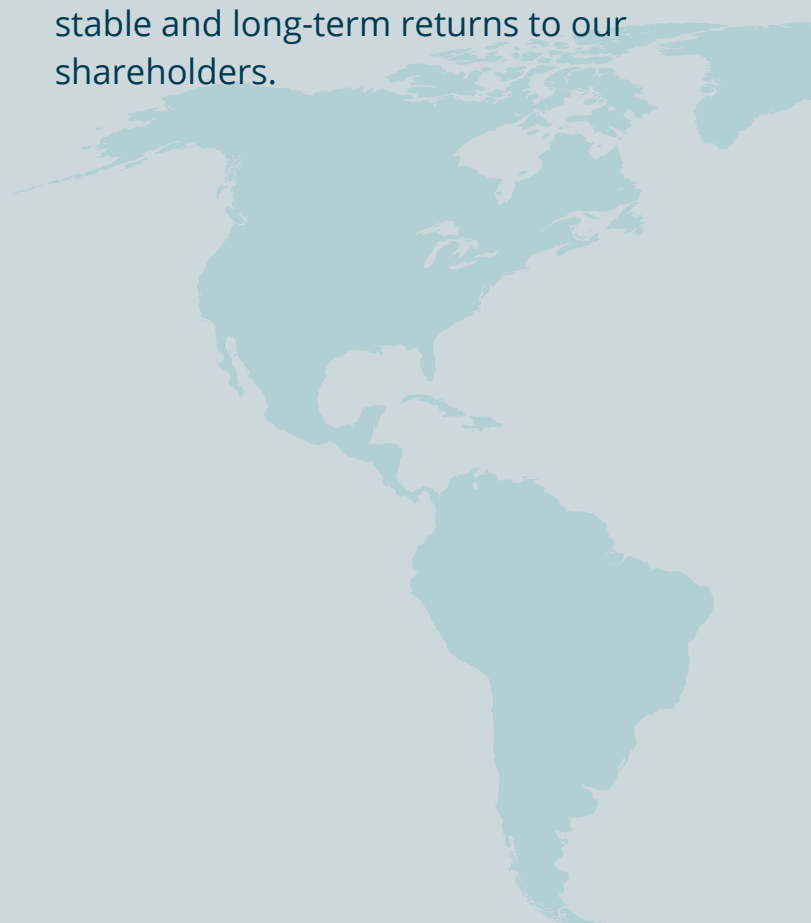 stable and long-term returns to our
shareholders.